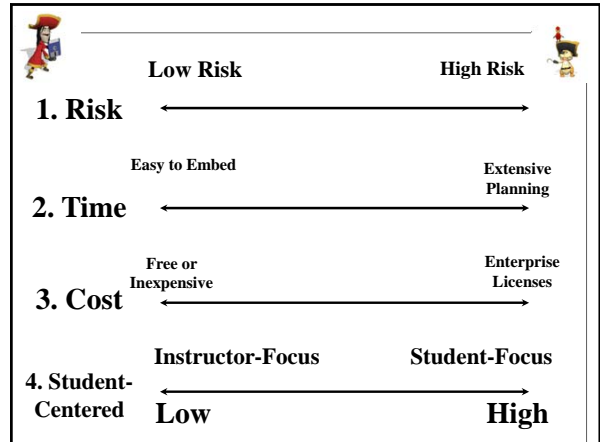 Low Risk High Risk
1. Risk
Easy to Embed Extensive
Planning
2. Time
Free or
Inexpensive Enterprise
Licenses
3. Cost
Instructor-Focus Student-Focus
4. Student-
Centered Low High